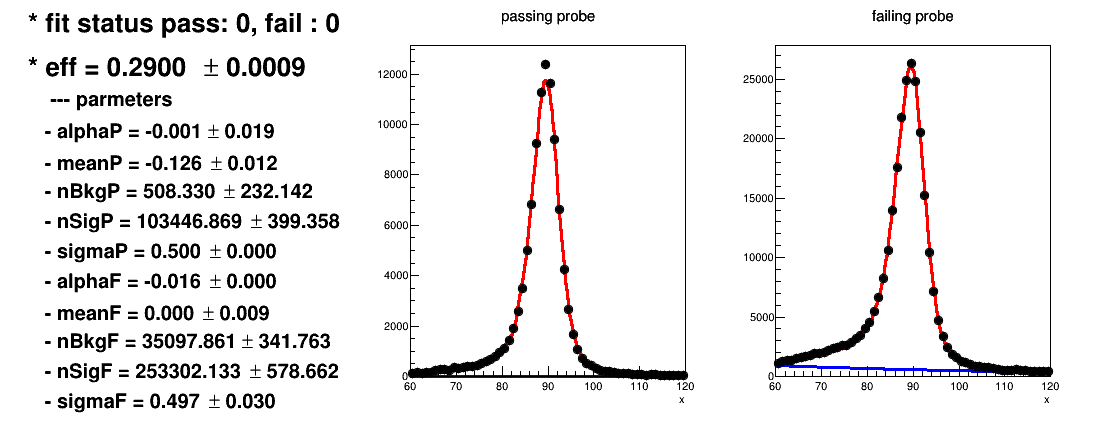 * fit status pass: 0, fail : 0
* eff = 0.2900 ± 0.0009
--- parmeters
- alphaP = -0.001 ± 0.019
- meanP = -0.126 ± 0.012
- nBkgP = 508.330 ± 232.142
- nSigP = 103446.869 ± 399.358
- sigmaP = 0.500 ± 0.000
- alphaF = -0.016 ± 0.000
- meanF = 0.000 ± 0.009
- nBkgF = 35097.861 ± 341.763
- nSigF = 253302.133 ± 578.662
- sigmaF = 0.497 ± 0.030
passing probe
12000
10000
8000
6000
4000
2000
0
60 70 80 90 100 110 120
x
failing probe
25000
20000
15000
10000
5000
0
60 70 80 90 100 110 120
x